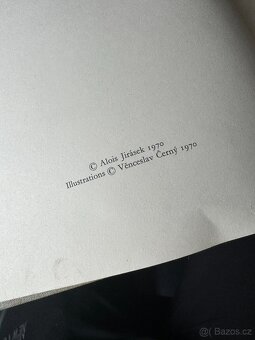 © Alois Jirásek 1970
Illustrations © Věnceslav Černý 1970
Bazos.cz